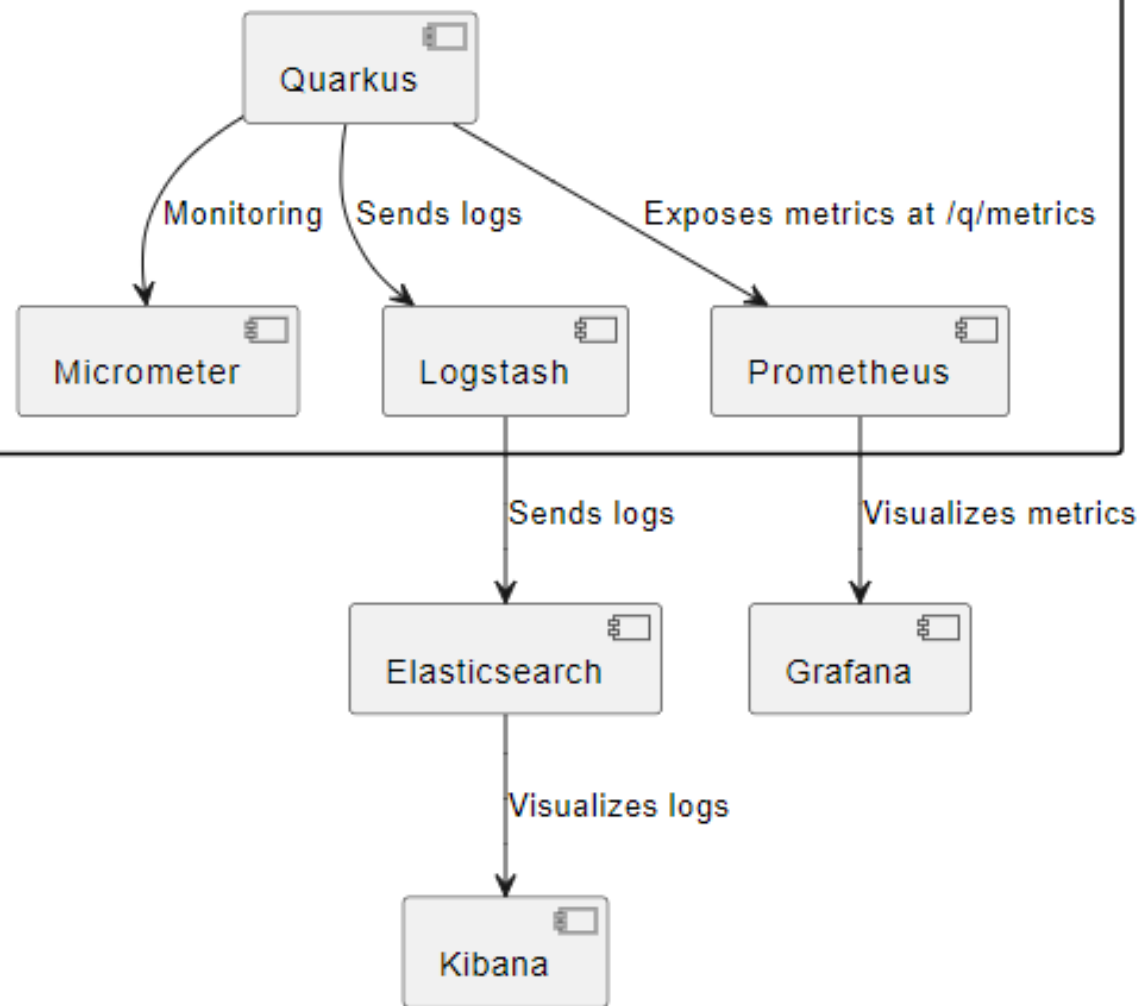 Quarkus
Monitoring
Sends logs
Exposes metrics at /q/metrics
Micrometer
Logstash
Prometheus
Sends logs
Visualizes metrics
Elasticsearch
Grafana
Visualizes logs
Kibana